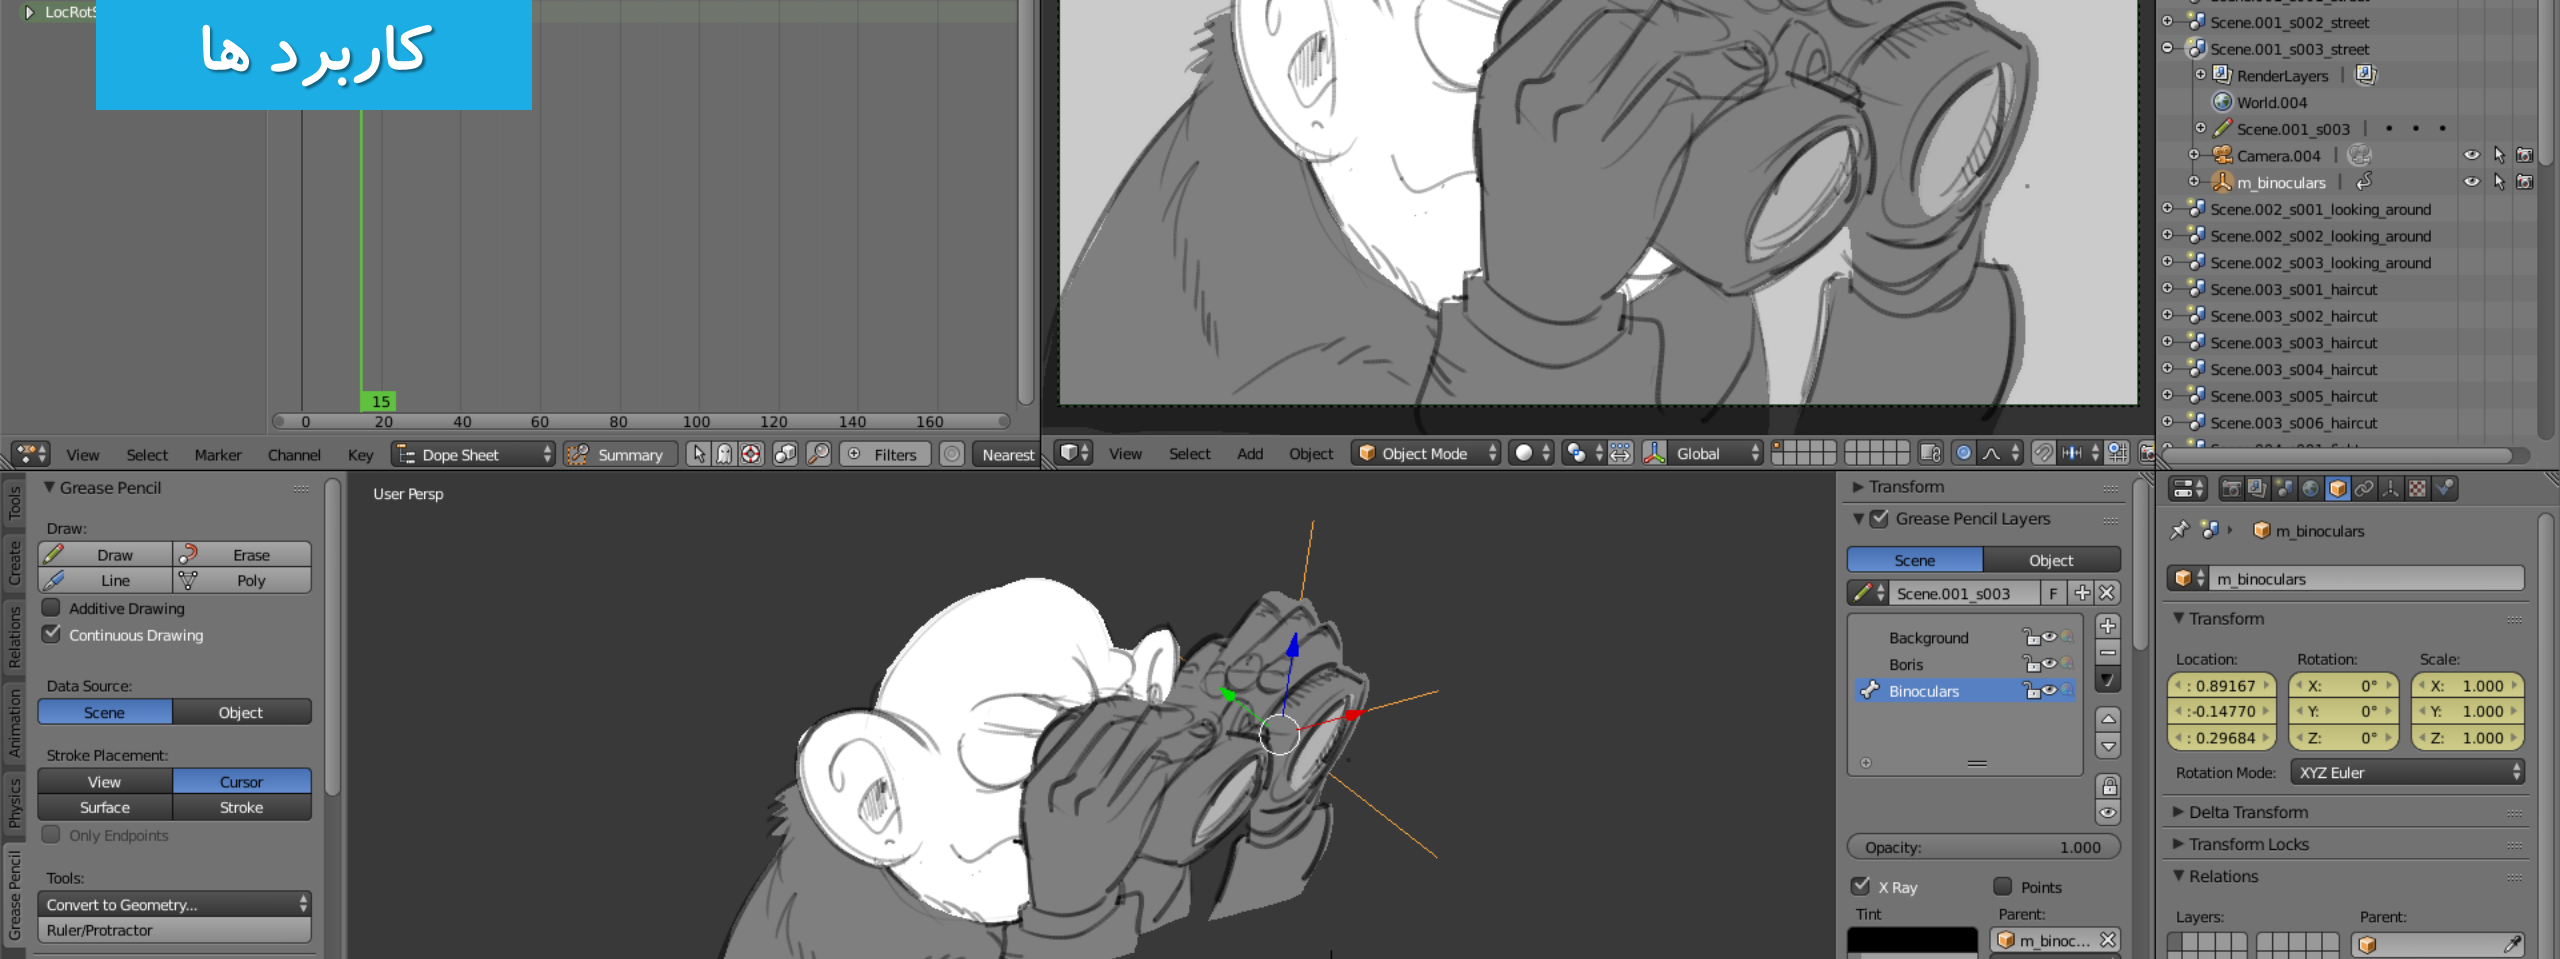 کاربرد ها
LocRotS
15
0 20 40 60 80 100 120 140 160
View Select Marker Channel Key Dope Sheet Summary Filters Nearest
View Select Add Object Object Mode Global
Scene.001_s002_street
Scene.001_s003_street
RenderLayers
World.004
Scene.001_s003
Camera.004
m_binoculars
Scene.002_s001_looking_around
Scene.002_s002_looking_around
Scene.002_s003_looking_around
Scene.003_s001_haircut
Scene.003_s002_haircut
Scene.003_s003_haircut
Scene.003_s004_haircut
Scene.003_s005_haircut
Scene.003_s006_haircut
Tools
Create
Relations
Animation
Physics
Grease Pencil
Grease Pencil
Draw:
Draw Erase
Line Poly
Additive Drawing
Continuous Drawing
Data Source:
Scene Object
Stroke Placement:
View Cursor
Surface Stroke
Only Endpoints
Tools:
Convert to Geometry...
Ruler/Protractor
User Persp
Transform
Grease Pencil Layers
Scene Object
Scene.001_s003 F
Background
Boris
Binoculars
Opacity: 1.000
X Ray Points
Tint Parent:
m_binoc...
m_binoculars
m_binoculars
Transform
Location: Rotation: Scale:
: 0.89167 X: 0° X: 1.000
:-0.14770 Y: 0° Y: 1.000
: 0.29684 Z: 0° Z: 1.000
Rotation Mode: XYZ Euler
Delta Transform
Transform Locks
Relations
Layers: Parent: